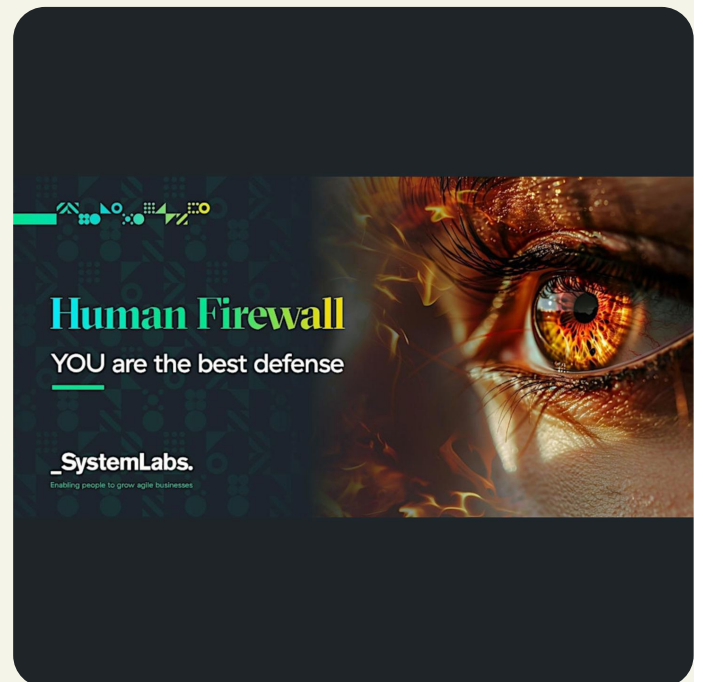 Human Firewall
YOU are the best defense
_SystemLabs.
Enabling people to grow agile businesses